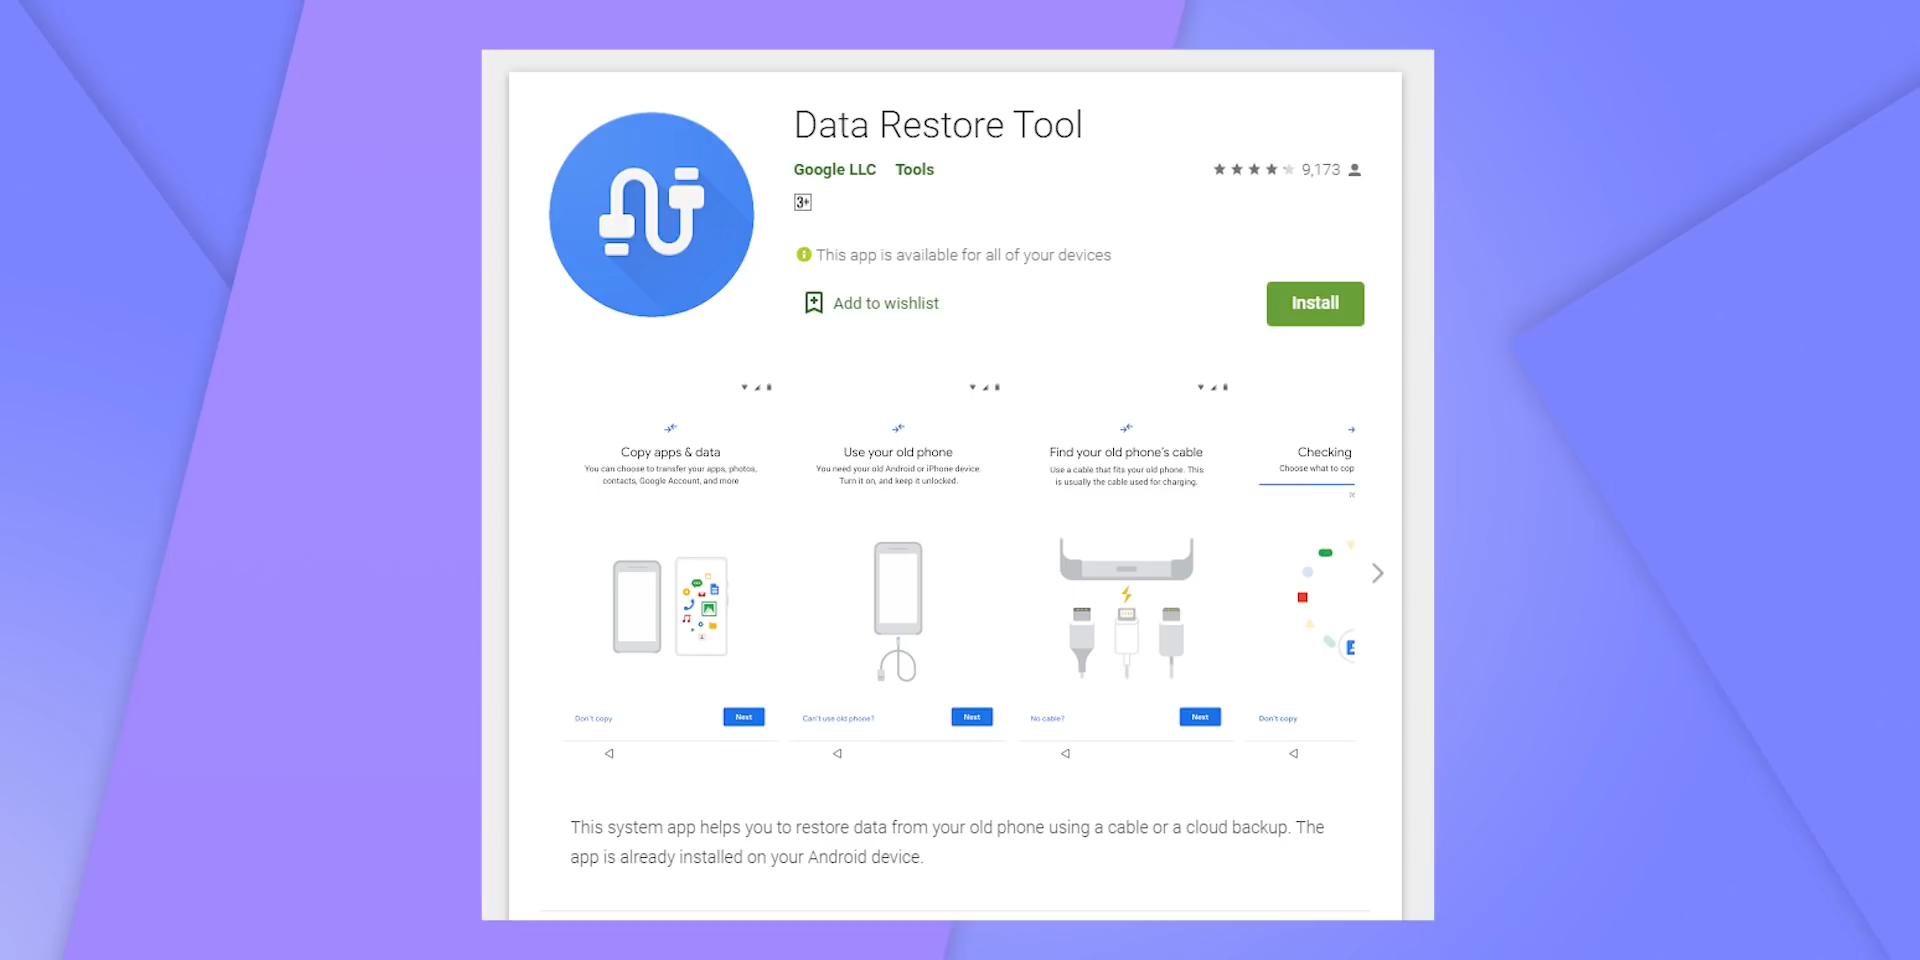 Data Restore Tool
Google LLC Tools
9,173
3+
This app is available for all of your devices
Add to wishlist
Install
Copy apps & data
You can choose to transfer your apps, photos,
contacts, Google Account, and more
Don't copy
Next
Use your old phone
You need your old Android or iPhone device.
Turn it on, and keep it unlocked.
Can't use old phone?
Next
Find your old phone's cable
Use a cable that fits your old phone. This
is usually the cable used for charging.
No cable?
Next
Checking
Choose what to cop
Don't copy
This system app helps you to restore data from your old phone using a cable or a cloud backup. The
app is already installed on your Android device.